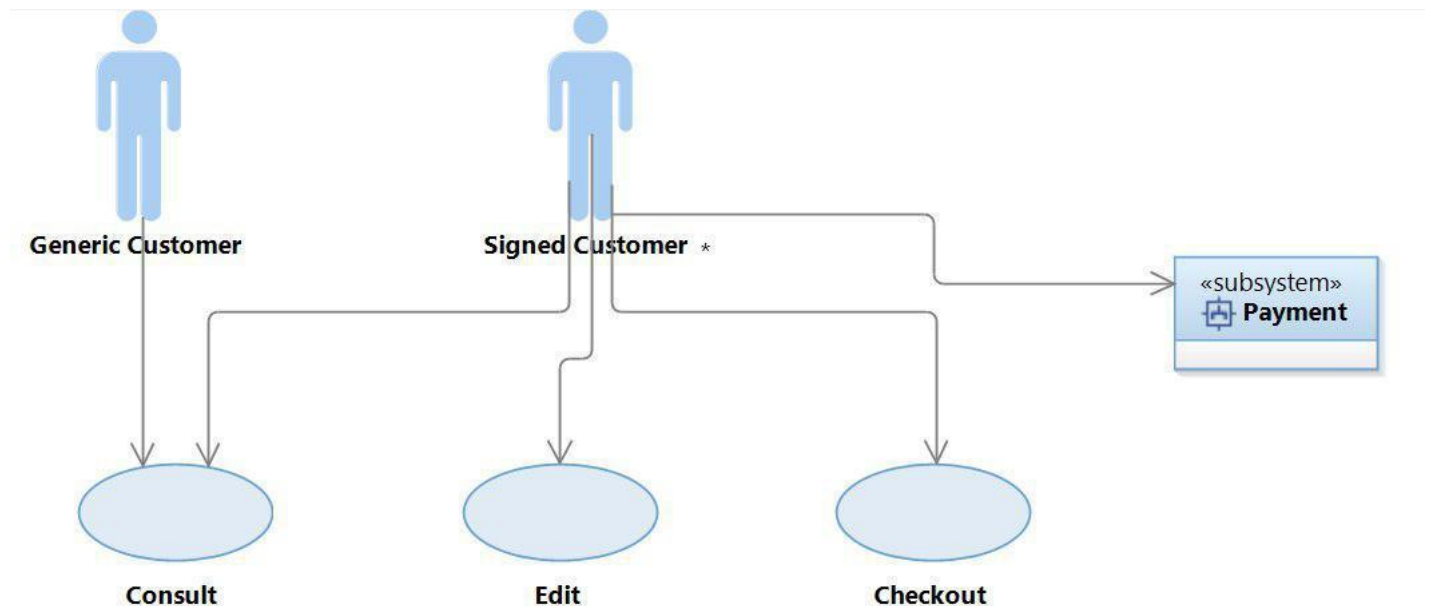 Generic Customer
Signed Customer *
«subsystem»
Payment
Consult
Edit
Checkout